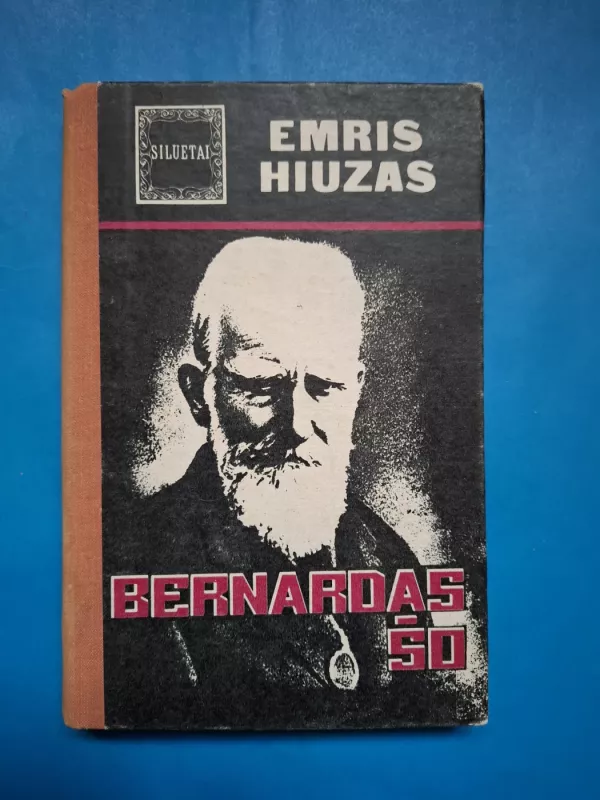 SILUETAI
EMRIS
HIUZAS
BERNARDAS
ŠO